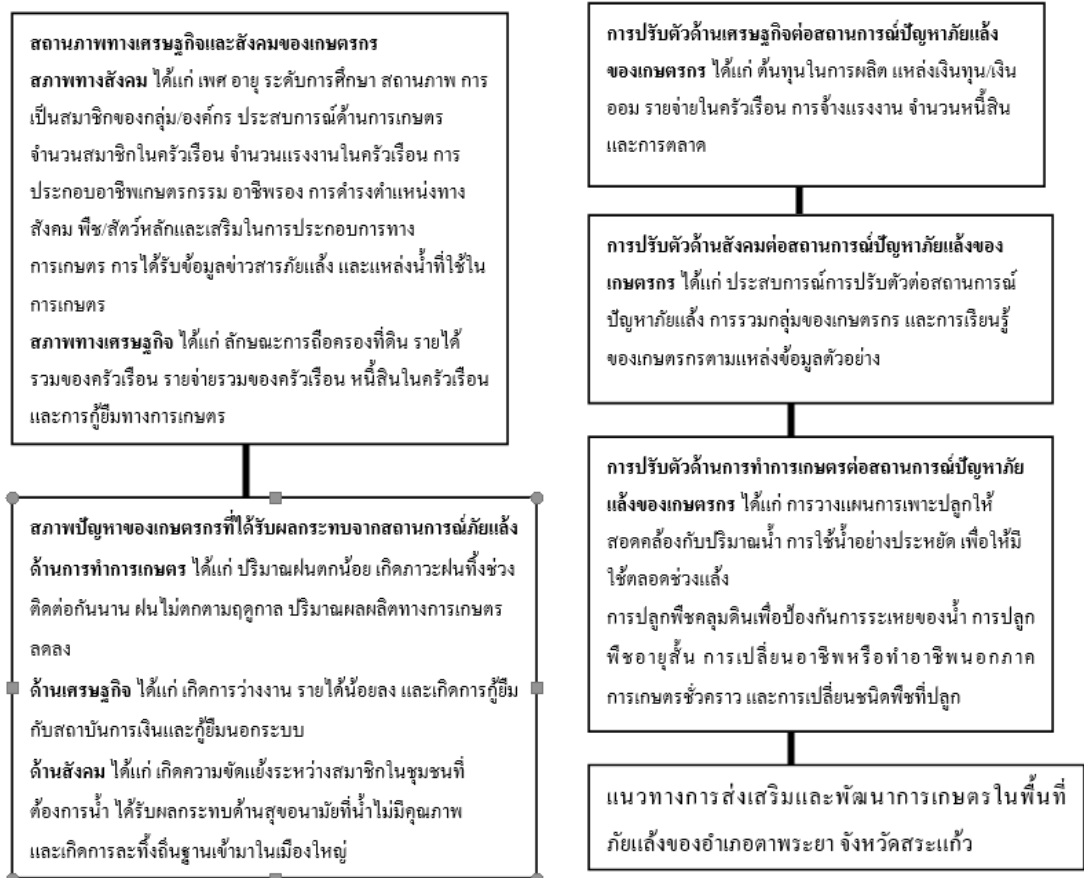 สถานภาพทางเศรษฐกิจและสังคมของเกษตรกร
สภาพทางสังคม ได้แก่ เพศ อายุ ระดับการศึกษา สถานภาพ การ
เป็นสมาชิกของกลุ่ม/องค์กร ประสบการณ์ด้านการเกษตร
จำนวนสมาชิกในครัวเรือน จำนวนแรงงานในครัวเรือน การ
ประกอบอาชีพเกษตรกรรม อาชีพรอง การดำรงตำแหน่งทาง
สังคม พืช/สัตว์หลักและเสริมในการประกอบการทาง
การเกษตร การได้รับข้อมูลข่าวสารภัยแล้ง และแหล่งน้ำที่ใช้ใน
การเกษตร
สภาพทางเศรษฐกิจ ได้แก่ ลักษณะการถือครองที่ดิน รายได้
รวมของครัวเรือน รายจ่ายรวมของครัวเรือน หนี้สินในครัวเรือน
และการกู้ยืมทางการเกษตร
สภาพปัญหาของเกษตรกรที่ได้รับผลกระทบจากสถานการณ์ภัยแล้ง
ด้านการทำการเกษตร ได้แก่ ปริมาณฝนตกน้อย เกิดภาวะฝนทิ้งช่วง
ติดต่อกันนาน ฝนไม่ตกตามฤดูกาล ปริมาณผลผลิตทางการเกษตร
ลดลง
ด้านเศรษฐกิจ ได้แก่ เกิดการว่างงาน รายได้น้อยลง และเกิดการกู้ยืม
กับสถาบันการเงินและกู้ยืมนอกระบบ
ด้านสังคม ได้แก่ เกิดความขัดแย้งระหว่างสมาชิกในชุมชนที่
ต้องการน้ำ ได้รับผลกระทบด้านสุขอนามัยที่น้ำไม่มีคุณภาพ
และเกิดการละทิ้งถิ่นฐานเข้ามาในเมืองใหญ่
การปรับตัวด้านเศรษฐกิจต่อสถานการณ์ปัญหาภัยแล้ง
ของเกษตรกร ได้แก่ ต้นทุนในการผลิต แหล่งเงินทุน/เงิน
ออม รายจ่ายในครัวเรือน การจ้างแรงงาน จำนวนหนี้สิน
และการตลาด
การปรับตัวด้านสังคมต่อสถานการณ์ปัญหาภัยแล้งของ
เกษตรกร ได้แก่ ประสบการณ์การปรับตัวต่อสถานการณ์
ปัญหาภัยแล้ง การรวมกลุ่มของเกษตรกร และการเรียนรู้
ของเกษตรกรตามแหล่งข้อมูลตัวอย่าง
การปรับตัวด้านการทำการเกษตรต่อสถานการณ์ปัญหาภัย
แล้งของเกษตรกร ได้แก่ การวางแผนการเพาะปลูกให้
สอดคล้องกับปริมาณน้ำ การใช้น้ำอย่างประหยัด เพื่อให้มี
ใช้ตลอดช่วงแล้ง
การปลูกพืชคลุมดินเพื่อป้องกันการระเหยของน้ำ การปลูก
พืชอายุสั้น การเปลี่ยนอาชีพหรือทำอาชีพนอกภาค
การเกษตรชั่วคราว และการเปลี่ยนชนิดพืชที่ปลูก
แนวทางการส่งเสริมและพัฒนาการเกษตรในพื้นที่
ภัยแล้งของอำเภอตาพระยา จังหวัดสระแก้ว